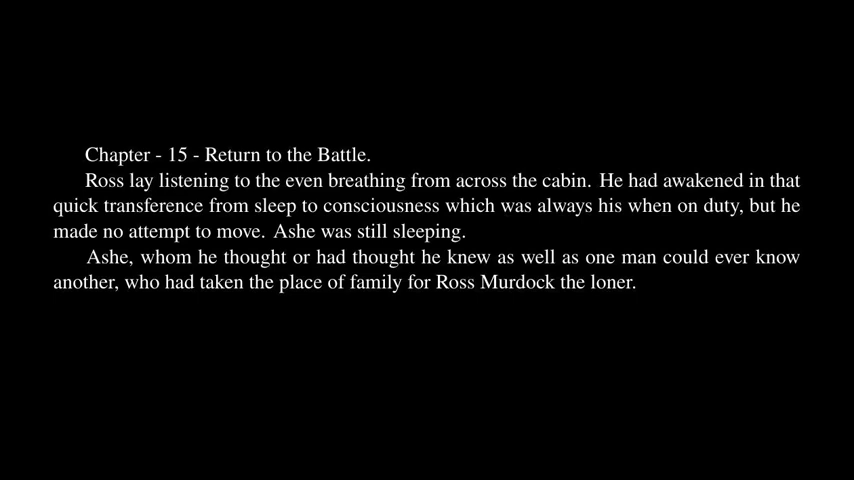 Chapter - 15 - Return to the Battle.
Ross lay listening to the even breathing from across the cabin. He had awakened in that
quick transference from sleep to consciousness which was always his when on duty, but he
made no attempt to move. Ashe was still sleeping.
Ashe, whom he thought or had thought he knew as well as one man could ever know
another, who had taken the place of family for Ross Murdock the loner.